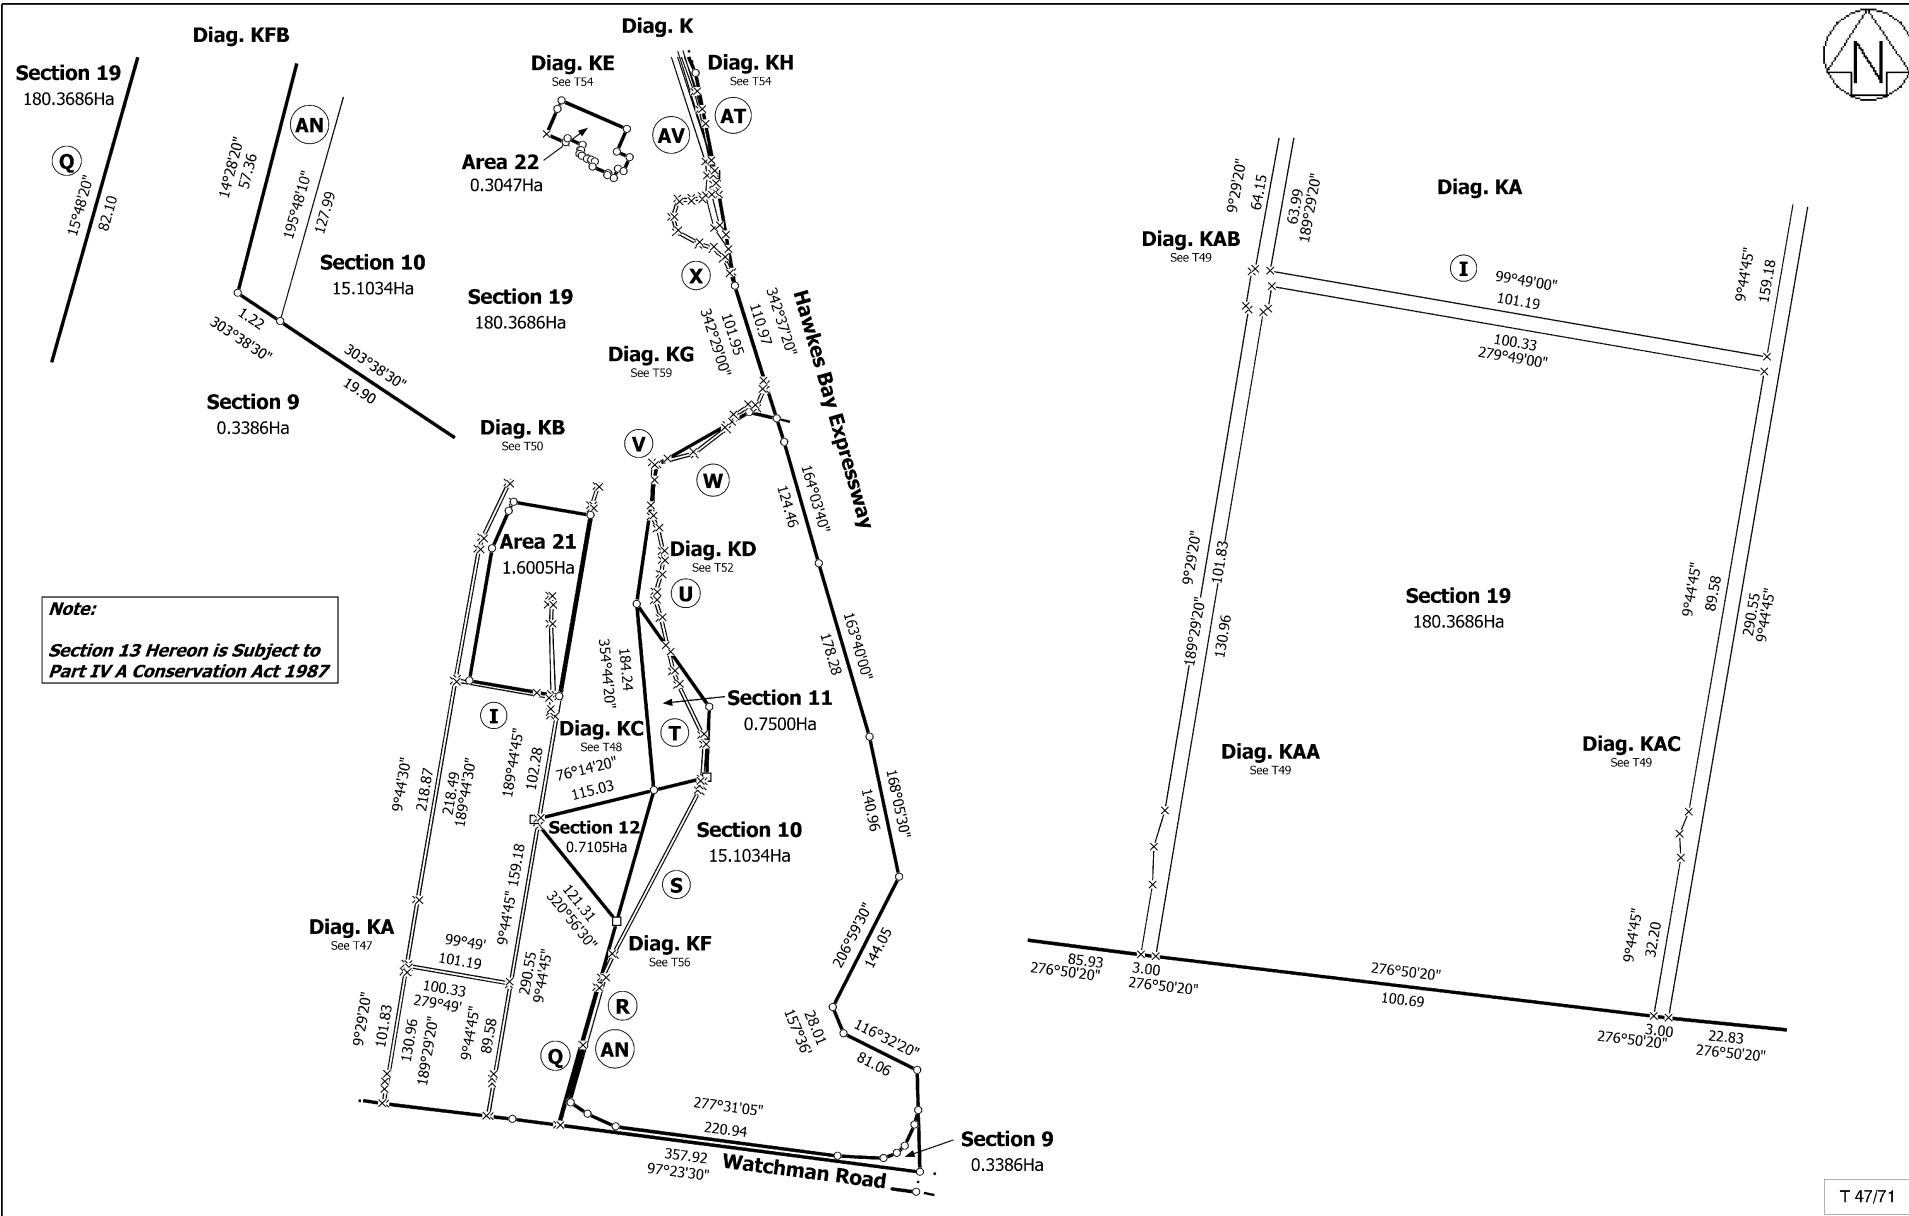 Diag. KFB
Section 19
180.3686Ha
Q
15°48'20"
82.10
14°28'20"
57.36
AN
195°48'10"
127.99
Section 10
15.1034Ha
1.22
303°38'30"
303°38'30"
19.90
Section 9
0.3386Ha
Diag. K
Diag. KE
See T54
Diag. KH
See T54
AV
AT
Area 22
0.3047Ha
X
Section 19
180.3686Ha
342°37'20"
110.97
101.95
342°29'00"
Hawkes Bay Expressway
Diag. KG
See T59
Diag. KB
See T50
V
W
164°03'40"
124.46
Area 21
1.6005Ha
Diag. KD
See T52
U
Note:
Section 13 Hereon is Subject to
Part IV A Conservation Act 1987
184.24
354°44'20"
163°40'00"
178.28
Section 11
0.7500Ha
I
T
Diag. KC
See T48
9°44'30"
218.87
218.49
189°44'30"
189°44'45"
102.28
76°14'20"
115.03
168°05'30"
140.96
Section 12
0.7105Ha
Section 10
15.1034Ha
S
9°44'45" 159.18
121.31
320°56'30"
Diag. KA
See T47
99°49'
101.19
100.33
279°49'
290.55
9°44'45"
Diag. KF
See T56
206°59'30"
144.05
R
9°29'20"
101.83
130.96
189°29'20"
9°44'45"
89.58
Q
AN
28.01
157°36'
116°32'20"
81.06
277°31'05"
220.94
357.92
97°23'30"
Watchman Road
Section 9
0.3386Ha
N
9°29'20"
64.15
63.99
189°29'20"
Diag. KA
Diag. KAB
See T49
I
99°49'00"
101.19
100.33
279°49'00"
9°44'45"
159.18
9°29'20"
101.83
189°29'20"
130.96
Section 19
180.3686Ha
9°44'45"
89.58
290.55
9°44'45"
Diag. KAA
See T49
Diag. KAC
See T49
9°44'45"
32.20
85.93
276°50'20"
3.00
276°50'20"
276°50'20"
100.69
3.00
276°50'20"
22.83
276°50'20"
T 47/71